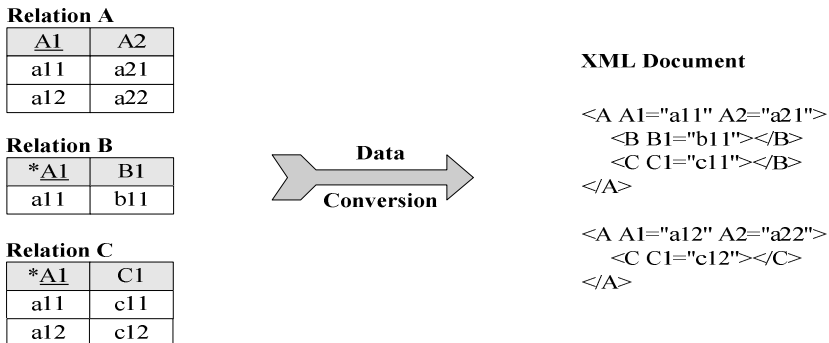 Relation A
A1 A2
a11 a21
a12 a22
Relation B
*A1 B1
a11 b11
Relation C
*A1 C1
a11 c11
a12 c12
Data
Conversion
XML Document
<A A1="a11" A2="a21">
<B B1="b11"></B>
<C C1="c11"></B>
</A>
<A A1="a12" A2="a22">
<C C1="c12"></C>
</A>